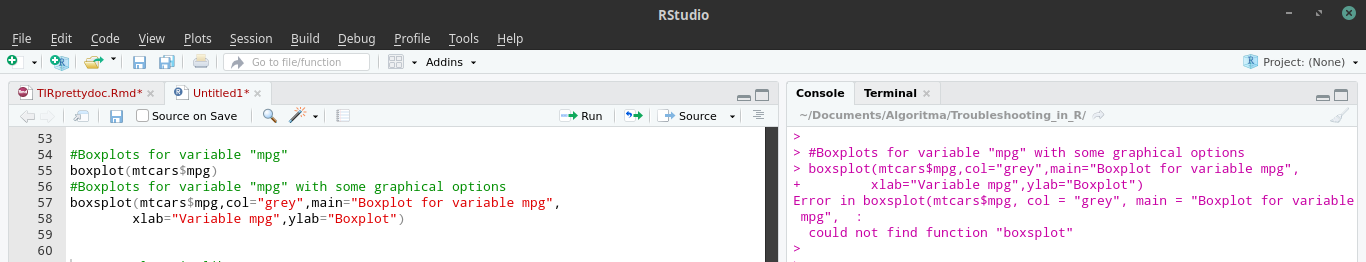 RStudio
File Edit Code View Plots Session Build Debug Profile Tools Help
Go to file/function Addins Project: (None)
TIRprettydoc.Rmd* Untitled1*
Source on Save Run Source
53
54 #Boxplots for variable "mpg"
55 boxplot(mtcars$mpg)
56 #Boxplots for variable "mpg" with some graphical options
57 boxsplot(mtcars$mpg,col="grey",main="Boxplot for variable mpg",
58 xlab="Variable mpg",ylab="Boxplot")
59
60
Console Terminal
~/Documents/Algoritma/Troubleshooting_in_R/
>
> #Boxplots for variable "mpg" with some graphical options
> boxsplot(mtcars$mpg,col="grey",main="Boxplot for variable mpg",
+ xlab="Variable mpg",ylab="Boxplot")
Error in boxsplot(mtcars$mpg, col = "grey", main = "Boxplot for variable
mpg", :
could not find function "boxsplot"
>